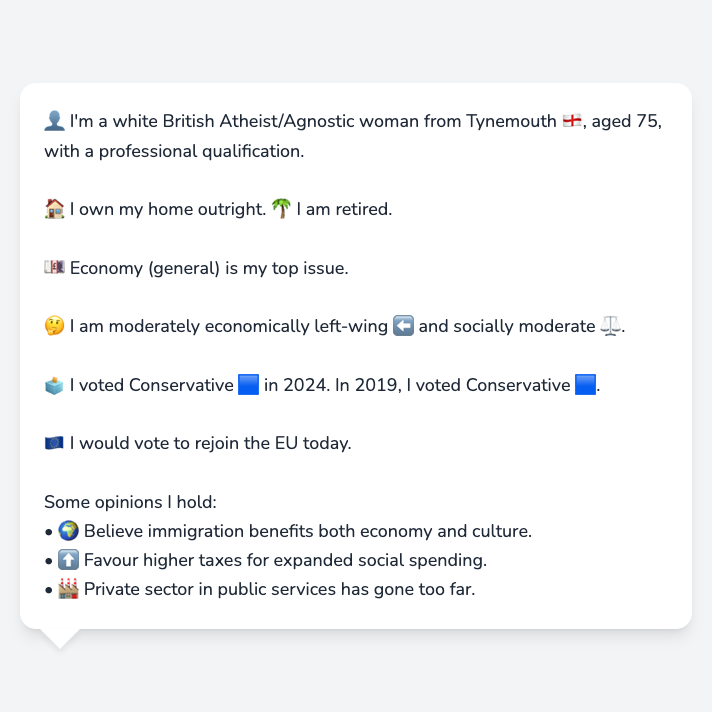 👤 I'm a white British Atheist/Agnostic woman from Tynemouth 🏴󠁧󠁢󠁥󠁮󠁧󠁿, aged 75,
with a professional qualification.
🏠 I own my home outright. 🌴 I am retired.
💷 Economy (general) is my top issue.
🤔 I am moderately economically left-wing ⬅️ and socially moderate ⚖️.
🗳️ I voted Conservative 🟦 in 2024. In 2019, I voted Conservative 🟦.
🇪🇺 I would vote to rejoin the EU today.
Some opinions I hold:
• 🌍 Believe immigration benefits both economy and culture.
• ⬆️ Favour higher taxes for expanded social spending.
• 🏭 Private sector in public services has gone too far.